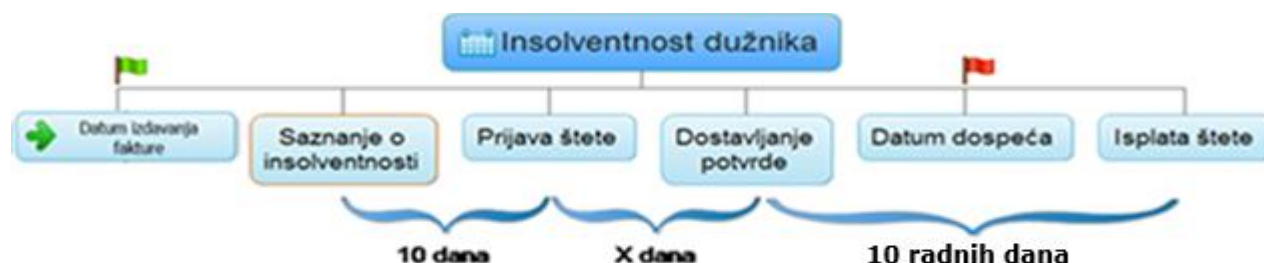 Insolventnost dužnika
Datum izdavanja
fakture
Saznanje o
insolventnosti
Prijava štete
Dostavljanje
potvrde
Datum dospeća
Isplata štete
10 dana
X dana
10 radnih dana